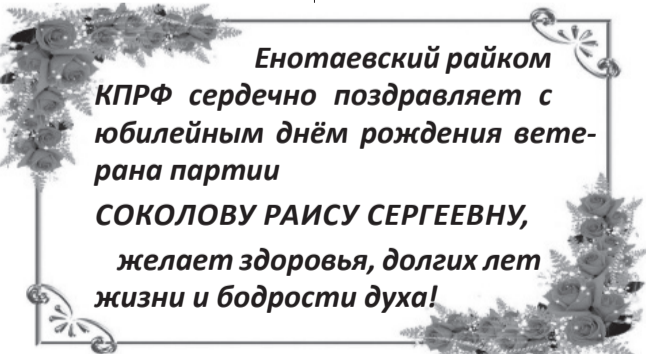 Енотаевский райком
КПРФ сердечно поздравляет с
юбилейным днём рождения вете-
рана партии
СОКОЛОВУ РАИСУ СЕРГЕЕВНУ,
желает здоровья, долгих лет
жизни и бодрости духа!